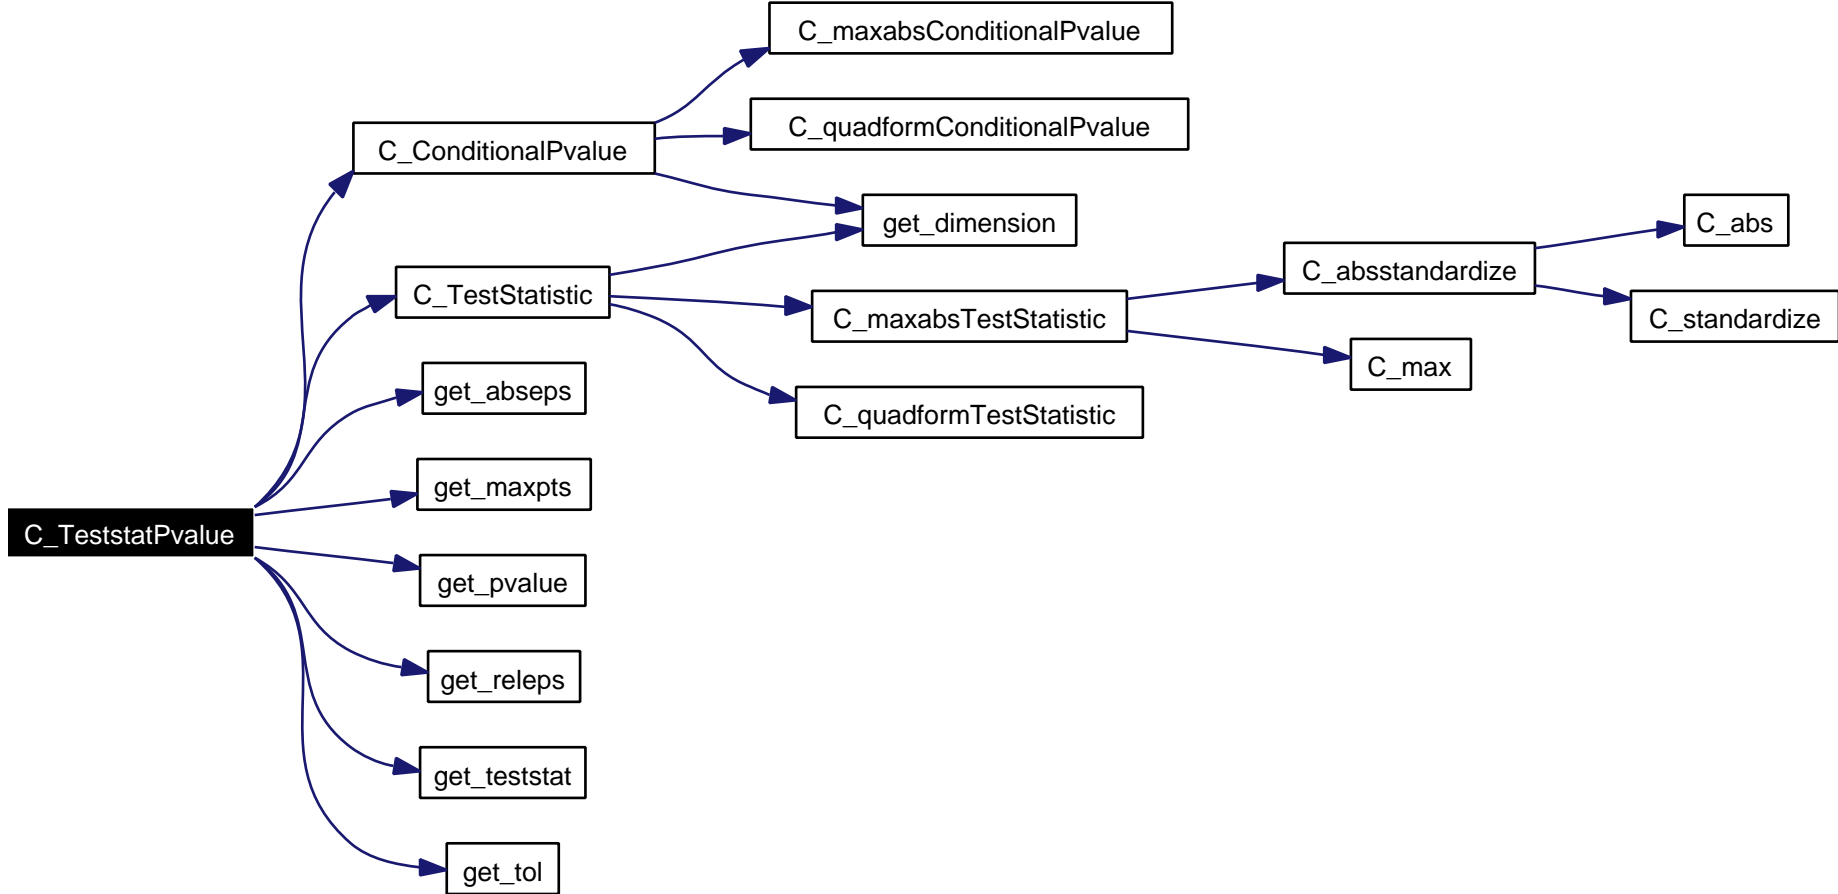 C_maxabsConditionalPvalue
C_quadformConditionalPvalue
C_ConditionalPvalue
get_dimension
C_abs
C_absstandardize
C_TestStatistic
C_maxabsTestStatistic
C_standardize
C_max
get_abseps
C_quadformTestStatistic
get_maxpts
C_TeststatPvalue
get_pvalue
get_releps
get_teststat
get_tol